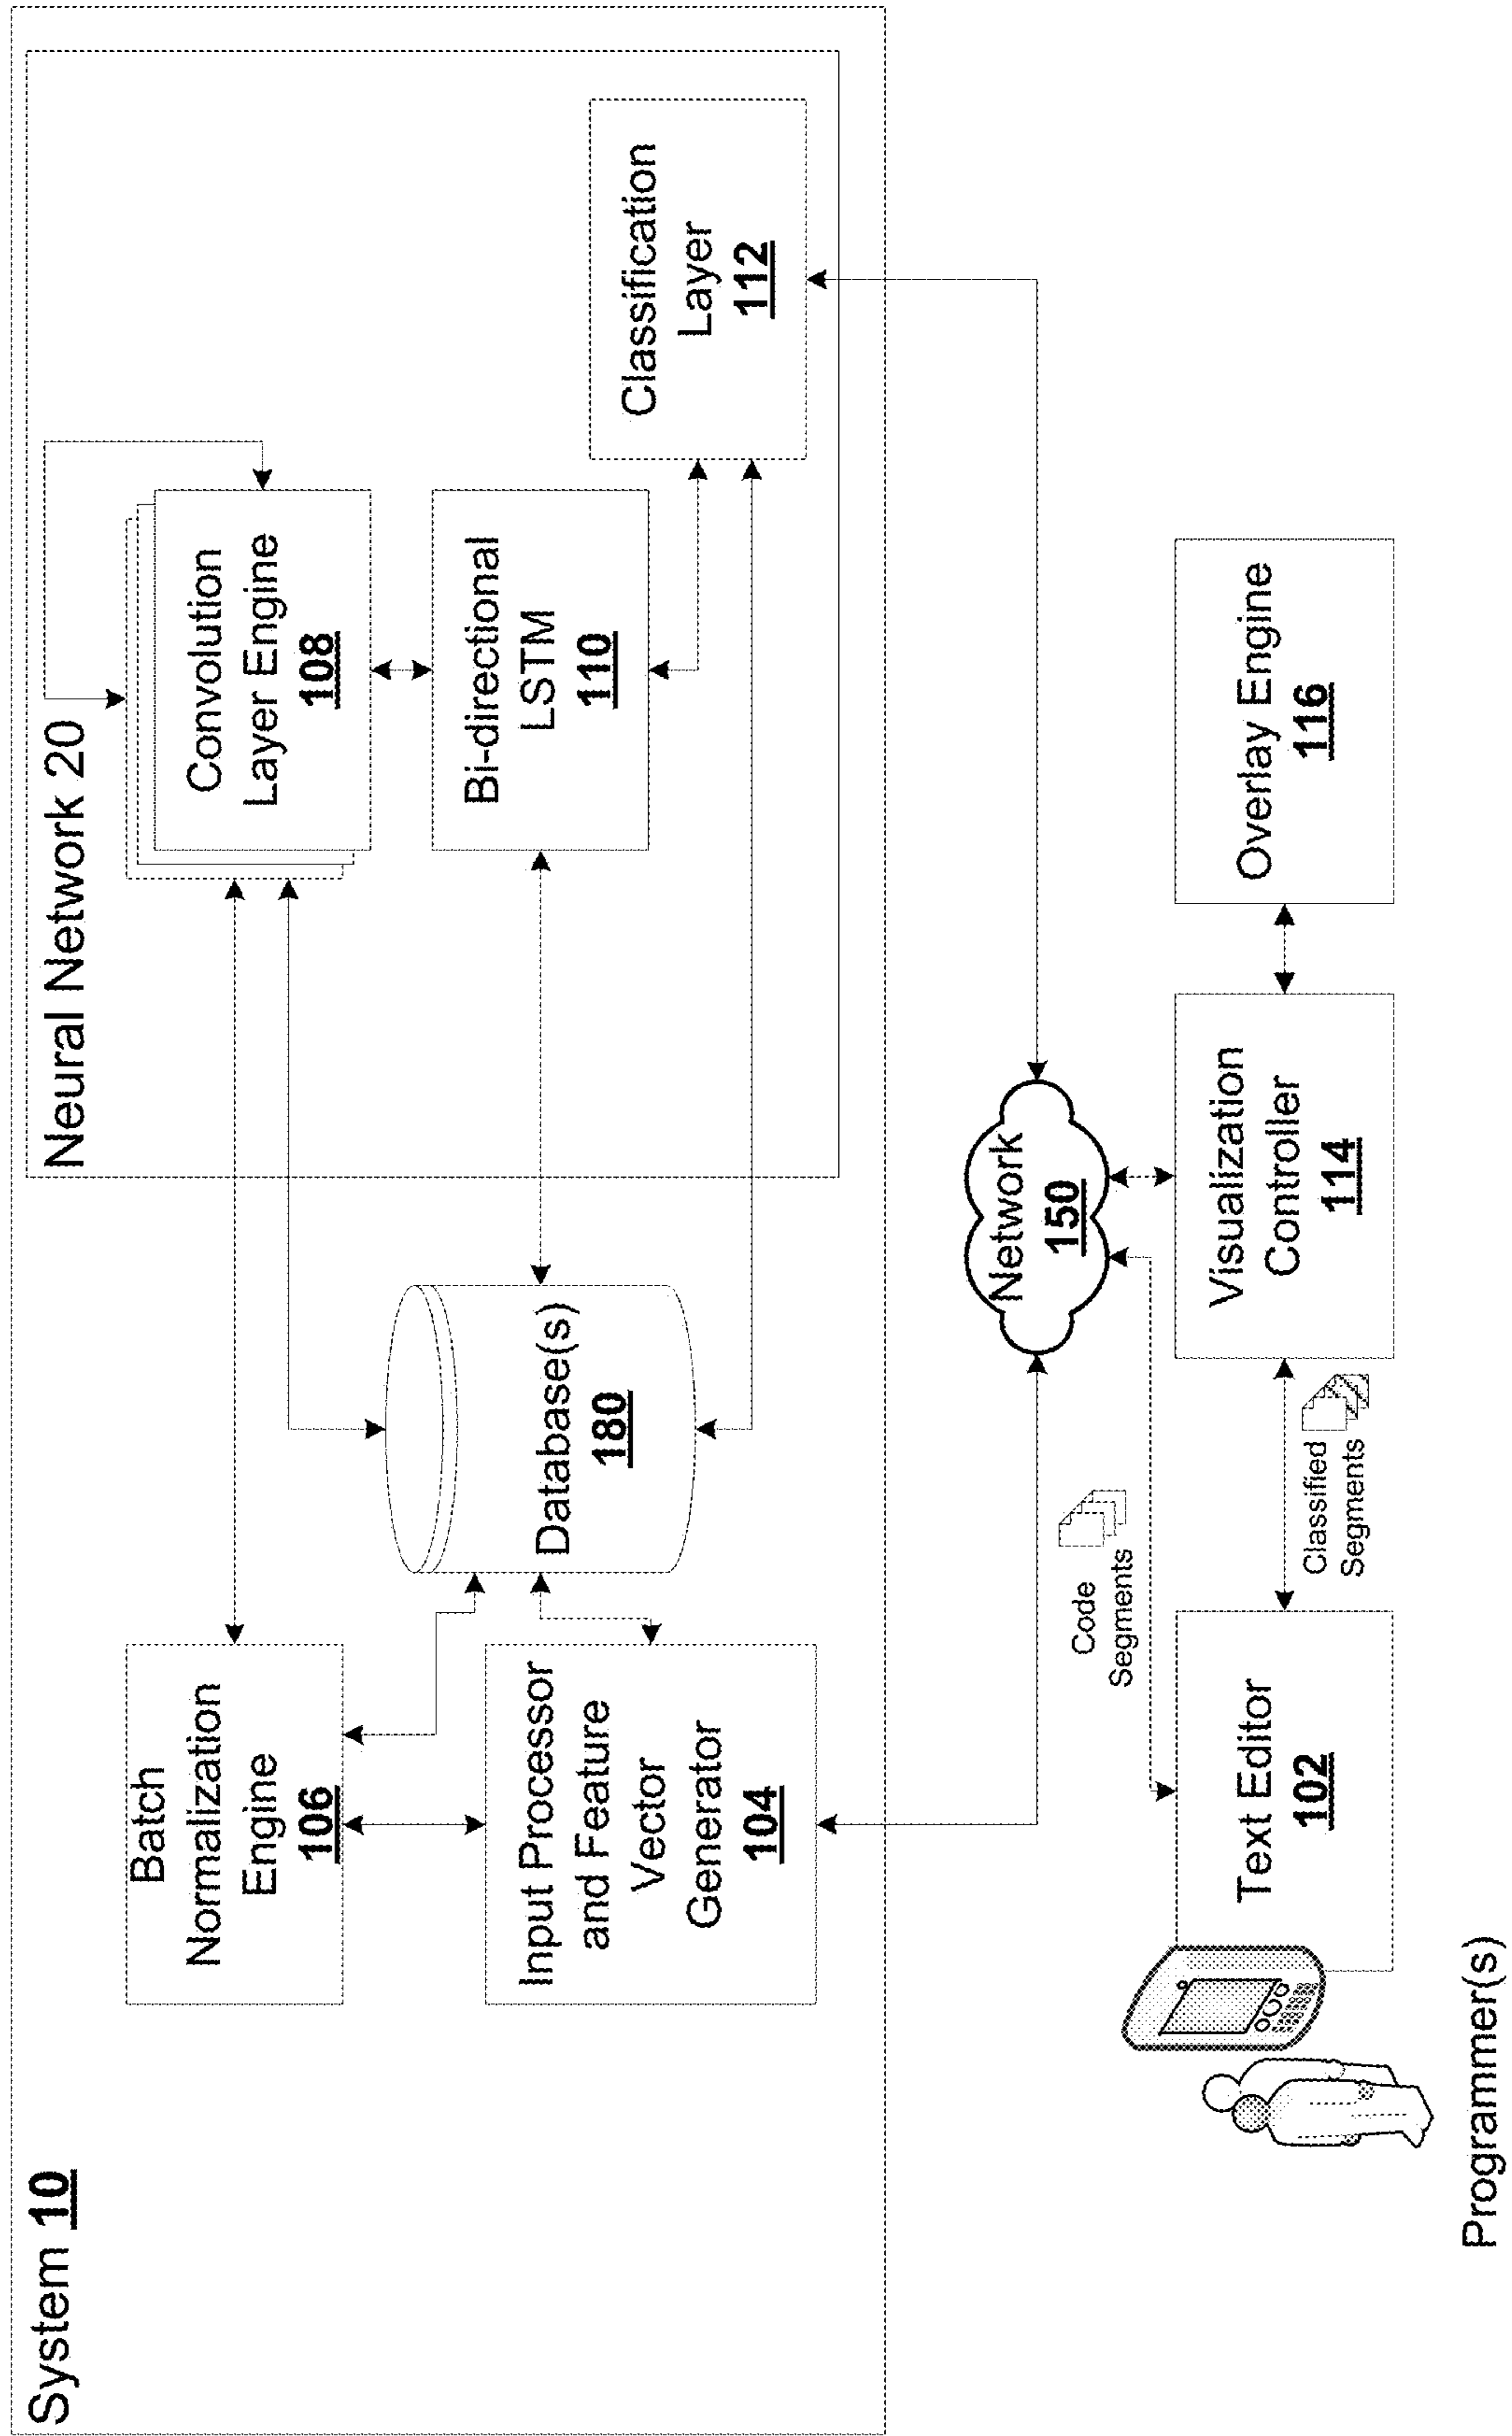 System 10
Neural Network 20
Batch
Normalization
Engine
106
Convolution
Layer Engine
108
Input Processor
and Feature
Vector
Generator
104
Database(s)
180
Bi-directional
LSTM
110
Classification
Layer
112
Network
150
Code
Segments
Text Editor
102
Classified
Segments
Visualization
Controller
114
Overlay Engine
116
Programmer(s)